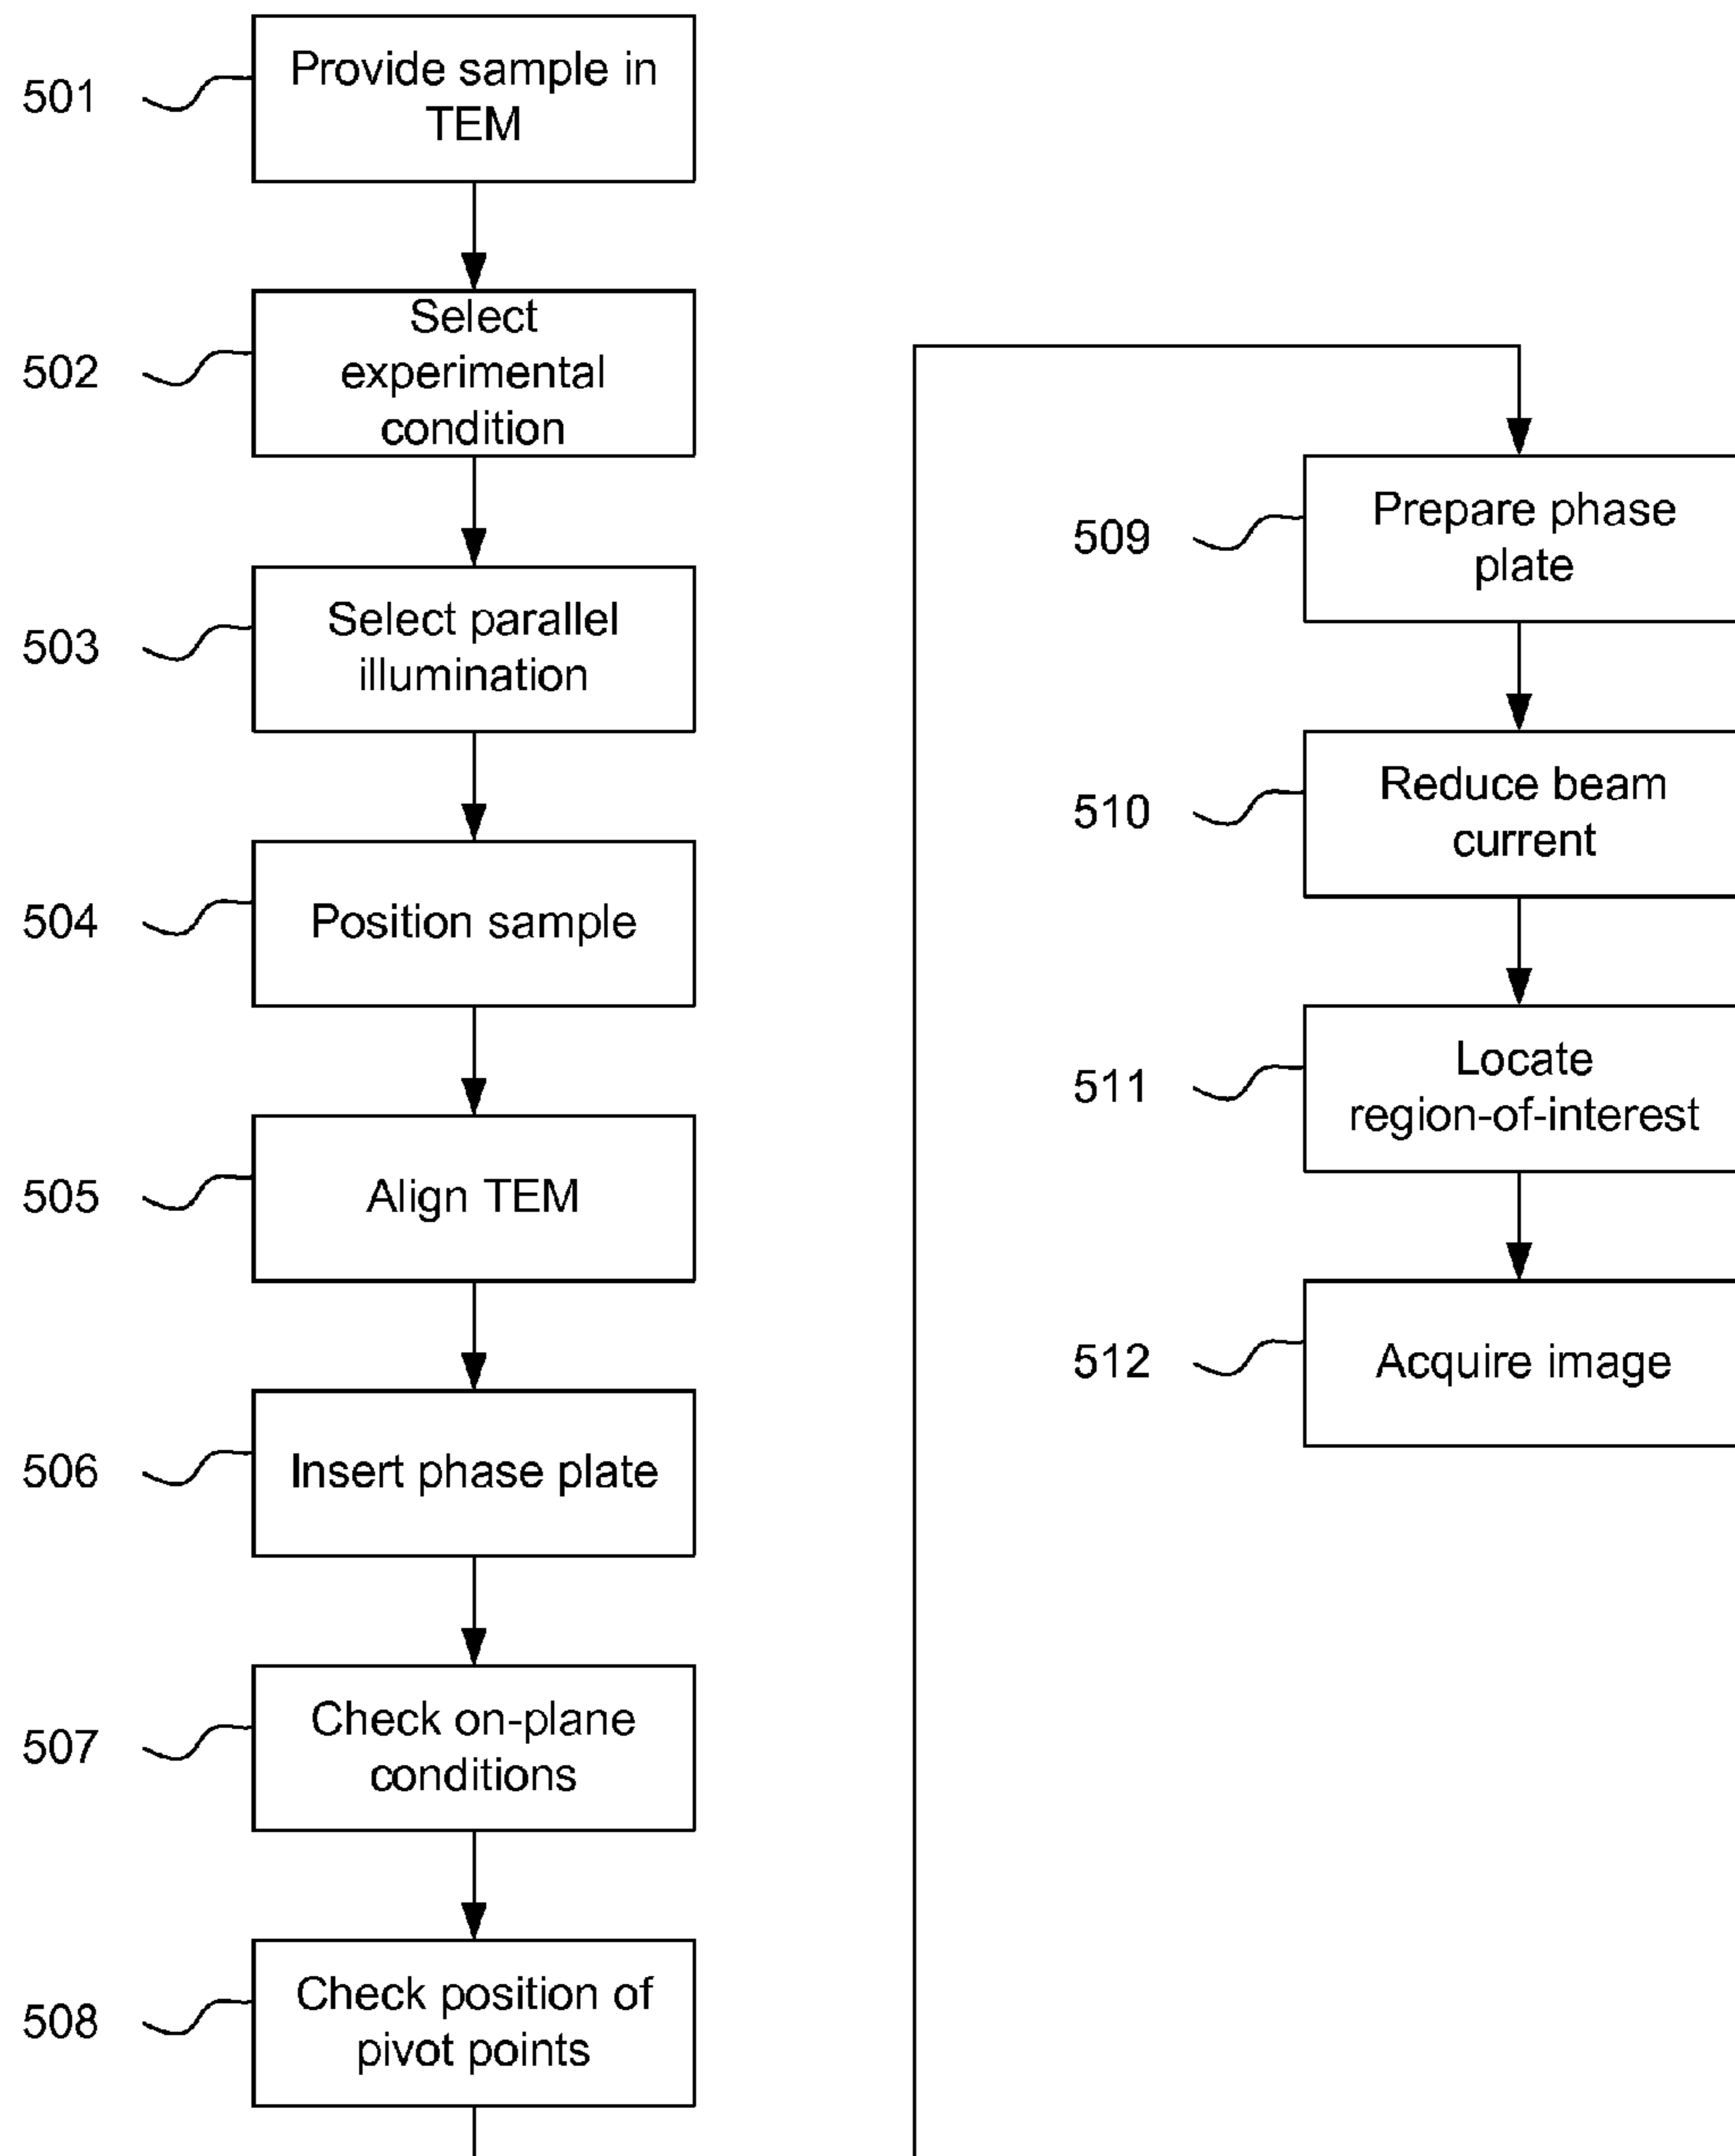 501
Provide sample in
TEM
502
Select
experimental
condition
503
Select parallel
illumination
504
Position sample
505
Align TEM
506
Insert phase plate
507
Check on-plane
conditions
508
Check position of
pivot points
509
Prepare phase
plate
510
Reduce beam
current
511
Locate
region-of-interest
512
Acquire image